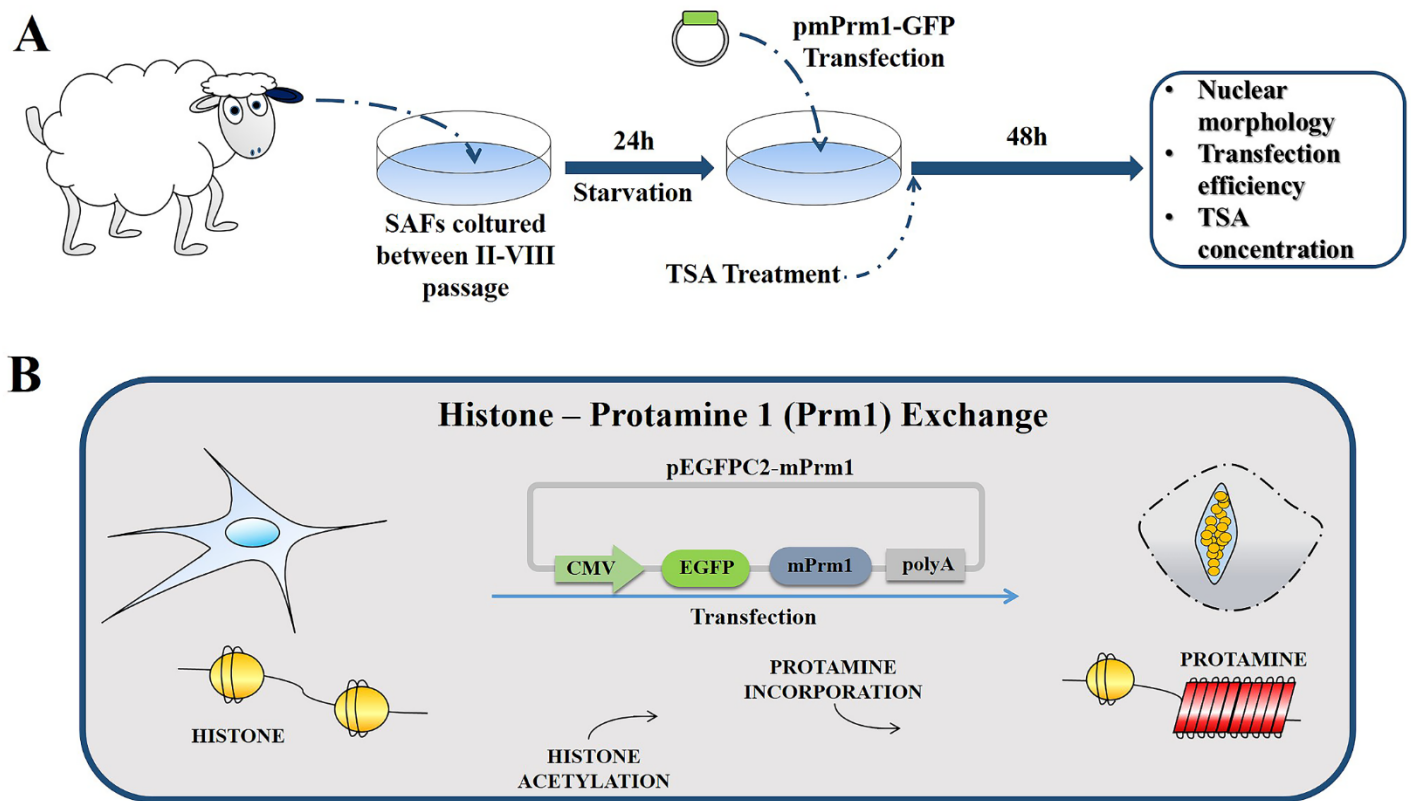 A
pmPrm1-GFP
Transfection
24h
Starvation
48h
SAFs coltured
between II-VIII
passage
TSA Treatment
• Nuclear
morphology
• Transfection
efficiency
• TSA
concentration
B
Histone – Protamine 1 (Prm1) Exchange
pEGFPC2-mPrm1
CMV
EGFP
mPrm1
polyA
Transfection
HISTONE
HISTONE
ACETYLATION
PROTAMINE
INCORPORATION
PROTAMINE